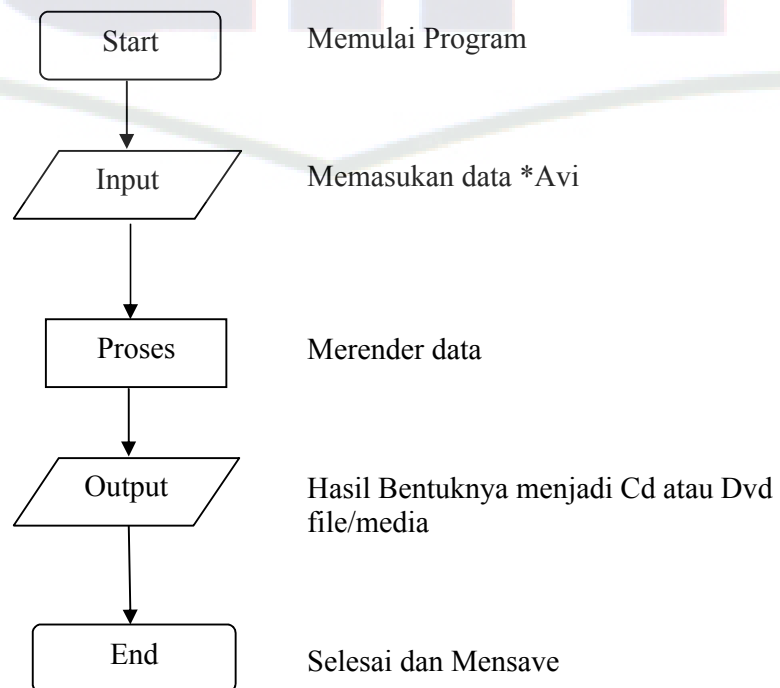 Start
Memulai Program
Input
Memasukan data *Avi
Proses
Merender data
Output
Hasil Bentuknya menjadi Cd atau Dvd
file/media
End
Selesai dan Mensave